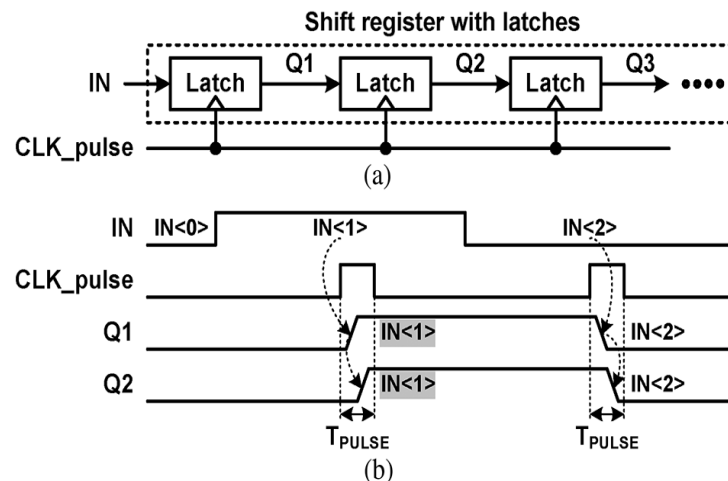 Shift register with latches
IN Latch Q1 Latch Q2 Latch Q3
CLK_pulse
(a)
IN IN<0> IN<1> IN<2>
CLK_pulse
Q1 IN<1> IN<2>
Q2 IN<1> IN<2>
TPULSE TPULSE
(b)